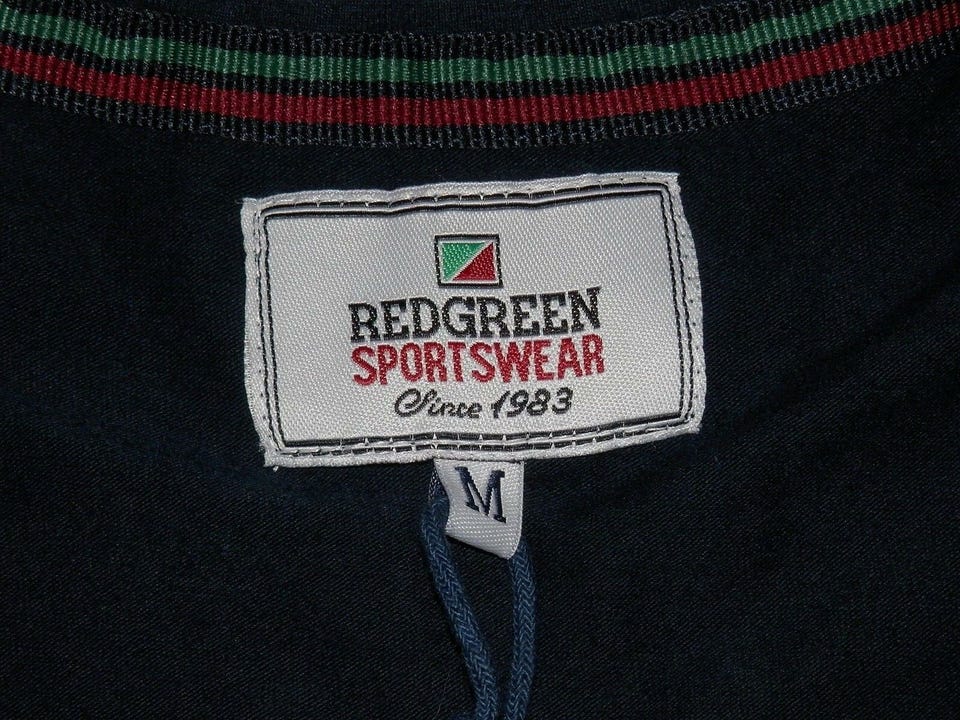 REDGREEN
SPORTSWEAR
Since 1983
M